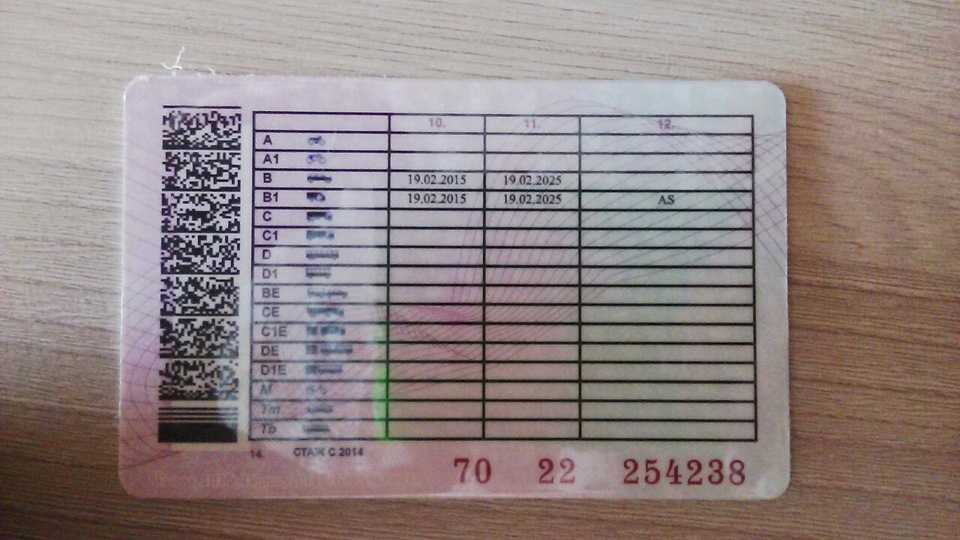 10. 11. 12.
A
A1
B 19.02.2015 19.02.2025
B1 19.02.2015 19.02.2025 AS
C
C1
D
D1
BE
CE
C1E
DE
D1E
M
Tm
Tb
14. СТАЖ С 2014
70 22 254238